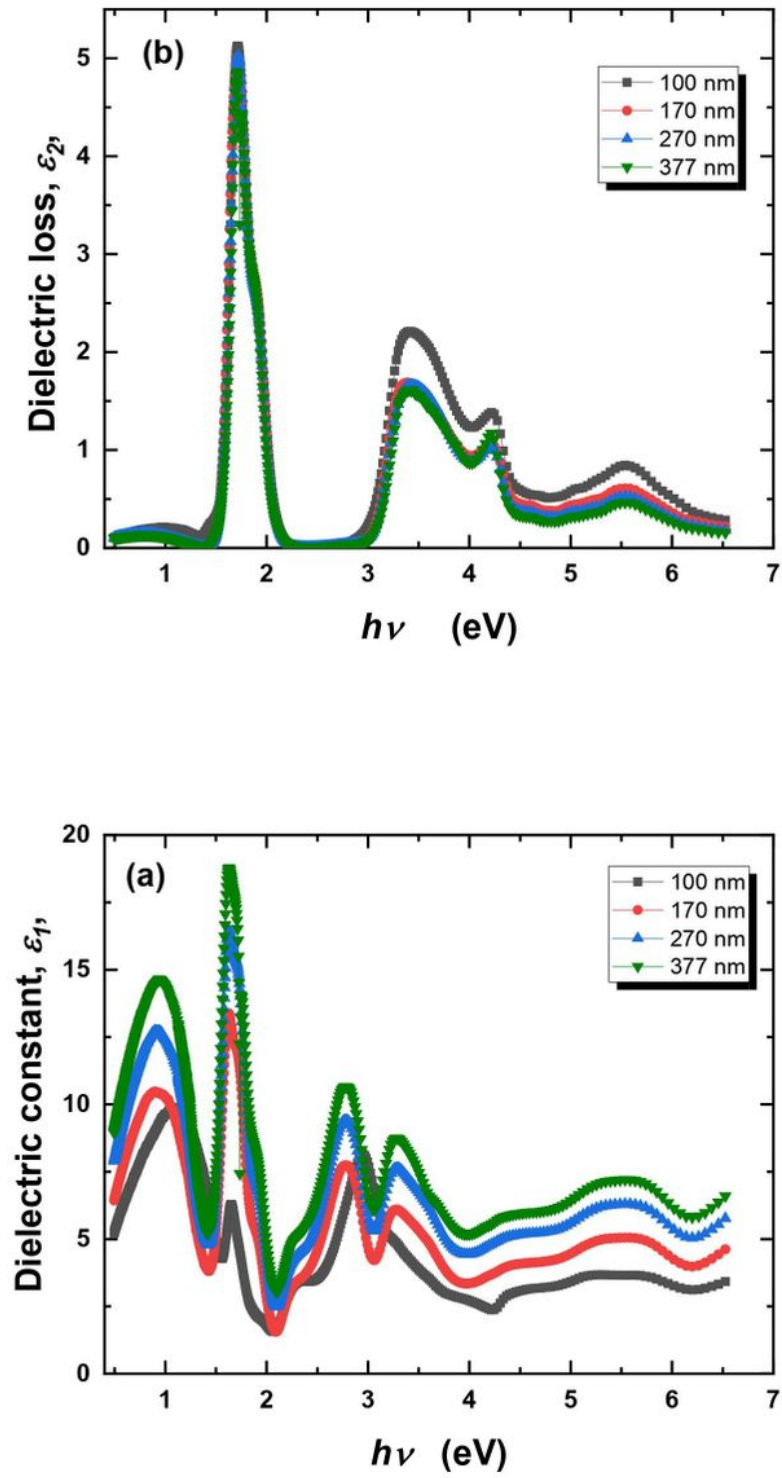 (b)
100 nm
170 nm
270 nm
377 nm
Dielectric loss, ε2,
5
4
3
2
1
0
1 2 3 4 5 6 7
hν (eV)
(a)
100 nm
170 nm
270 nm
377 nm
Dielectric constant, ε1,
20
15
10
5
0
1 2 3 4 5 6 7
hν (eV)